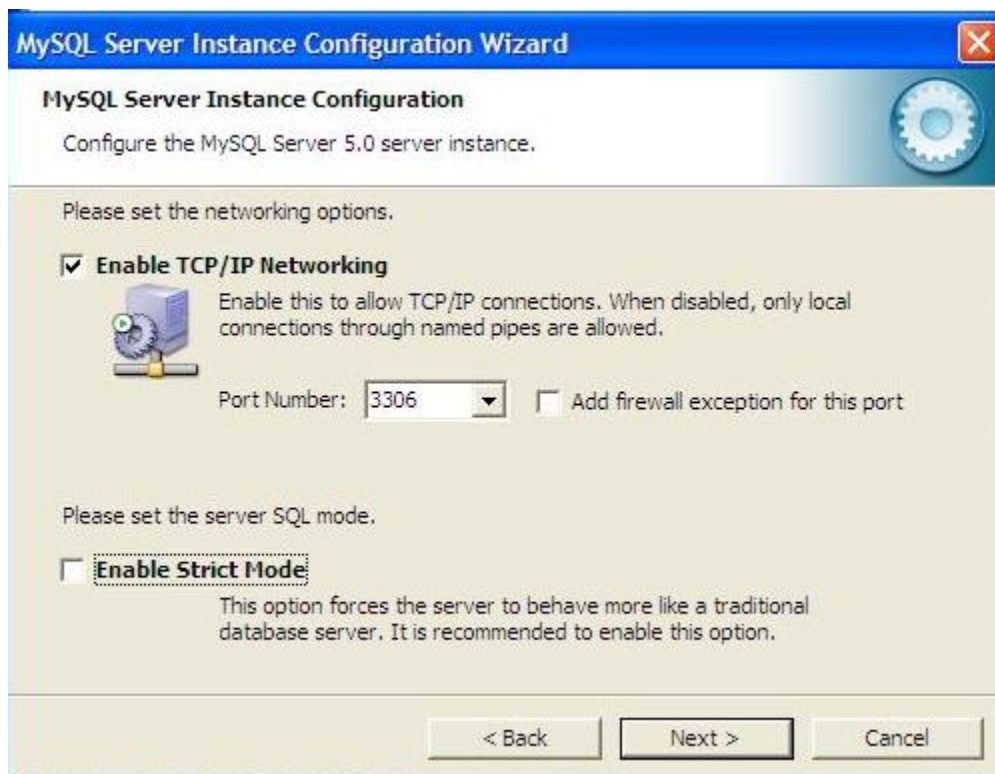 MySQL Server Instance Configuration Wizard
MySQL Server Instance Configuration
Configure the MySQL Server 5.0 server instance.
Please set the networking options.
Enable TCP/IP Networking
Enable this to allow TCP/IP connections. When disabled, only local
connections through named pipes are allowed.
Port Number: 3306 Add firewall exception for this port
Please set the server SQL mode.
Enable Strict Mode
This option forces the server to behave more like a traditional
database server. It is recommended to enable this option.
< Back Next > Cancel